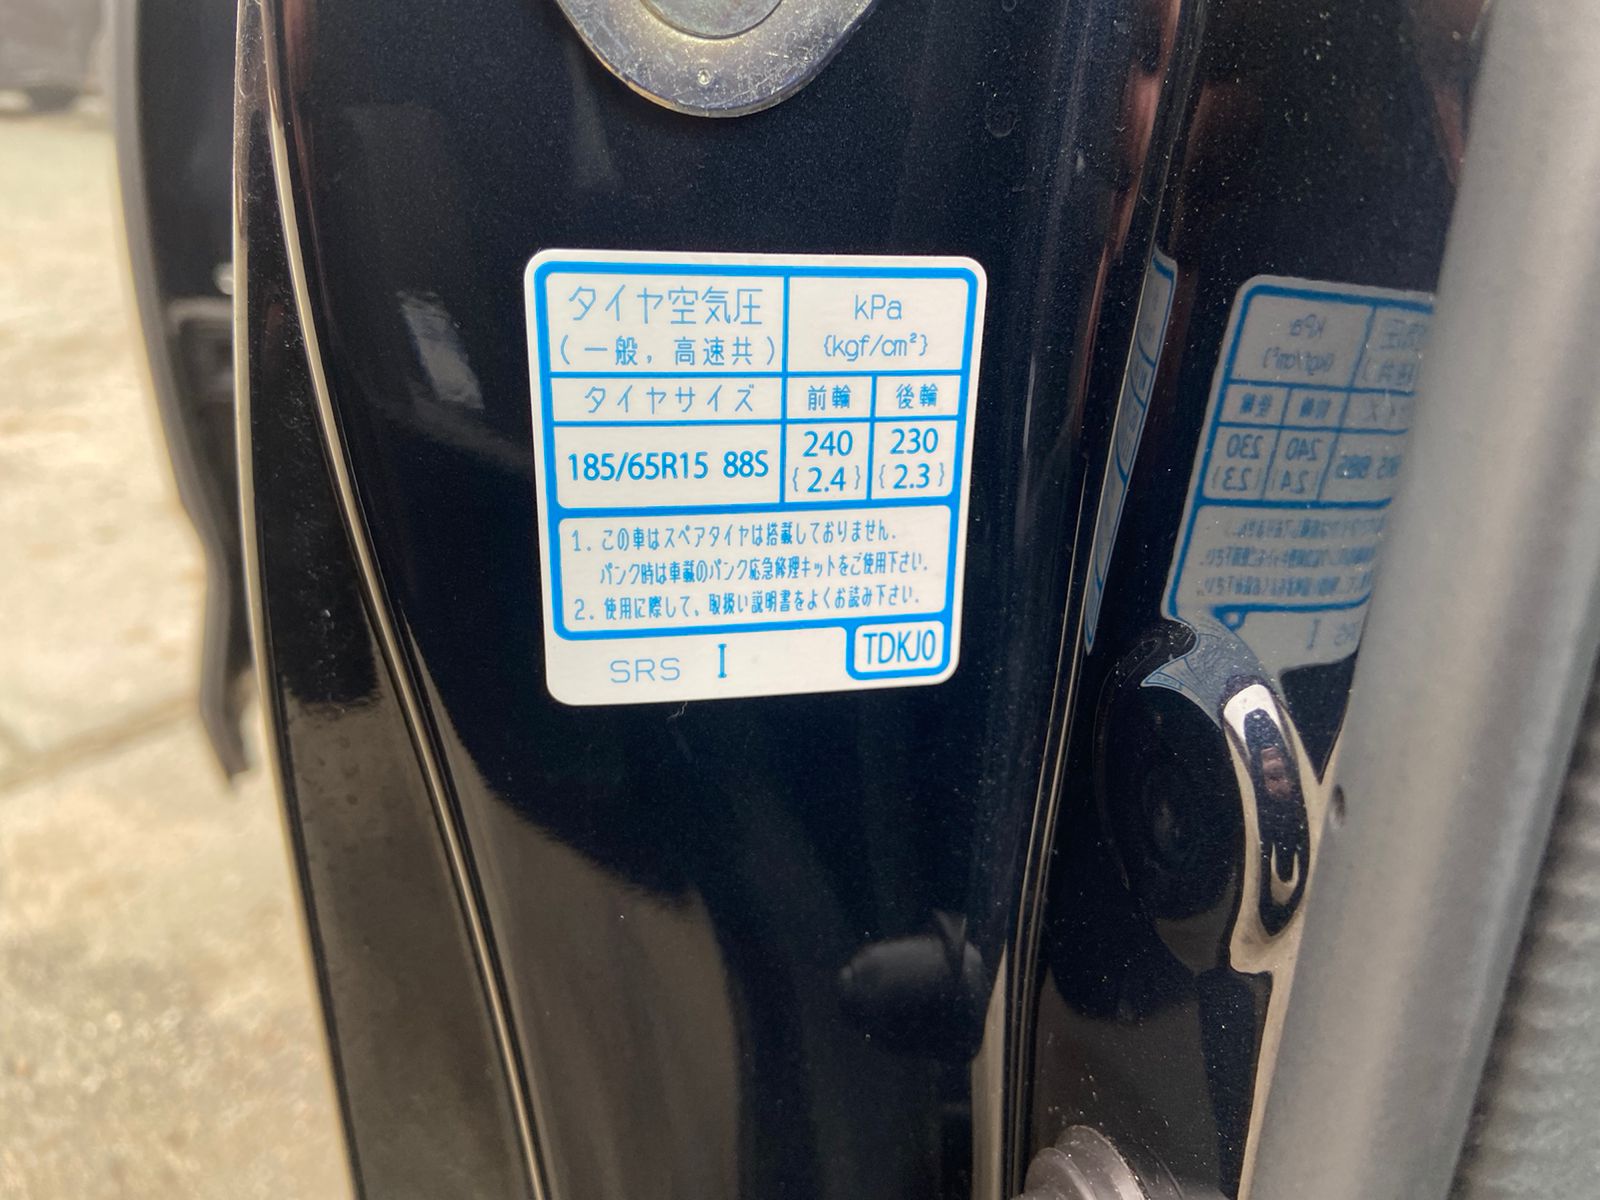 タイヤ空気圧
(一般，高速共)
kPa
{kgf/cm²}
タイヤサイズ 前輪 後輪
185/65R15 88S 240 {2.4} 230 {2.3}
1. この車はスペアタイヤは搭載しておりません．
パンク時は車載のパンク応急修理キットをご使用下さい．
2. 使用に際して、取扱い説明書をよくお読み下さい．
SRS I
TDKJ0